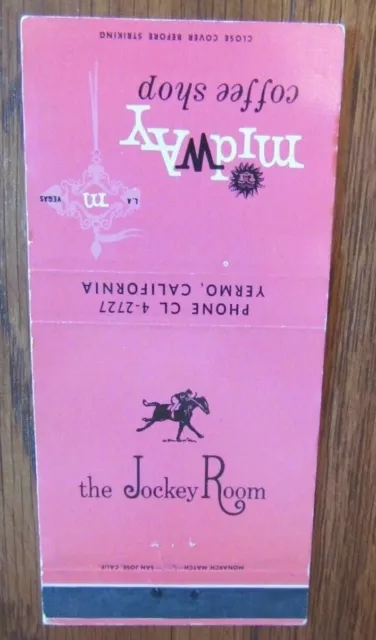 CLOSE COVER BEFORE STRIKING
coffee shop
midway
L.A
m
VEGAS
PHONE CL 4-2727
YERMO, CALIFORNIA
the Jockey Room
MONARCH MATCH SAN JOSE, CALIF.